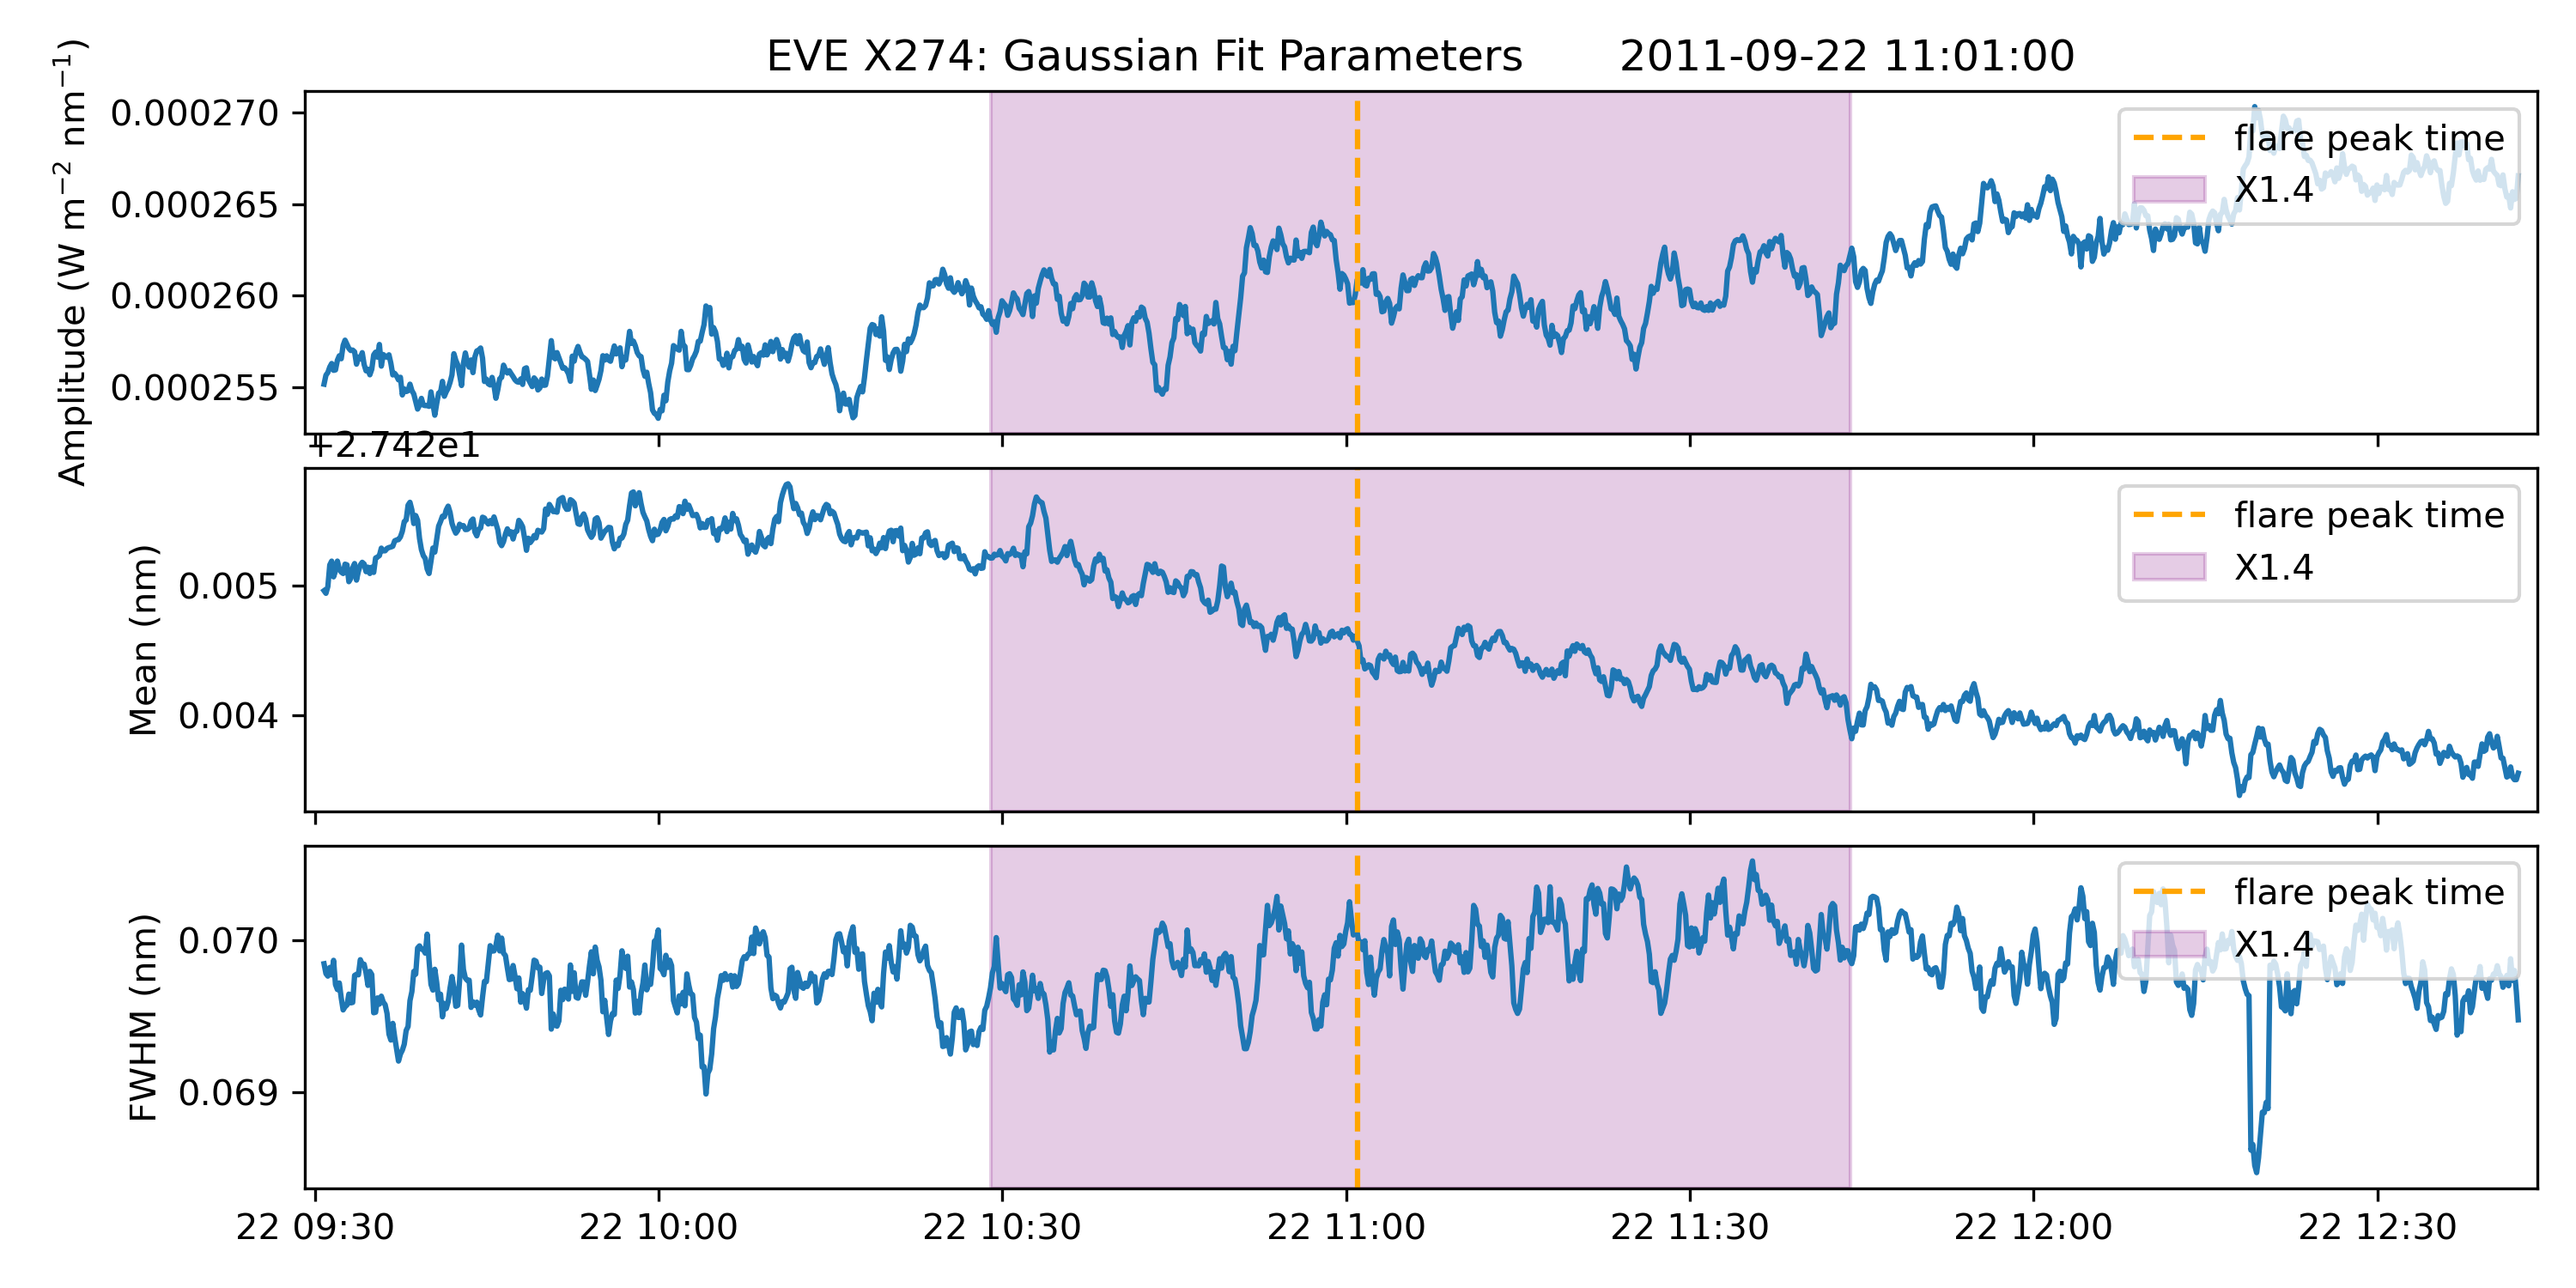 EVE X274: Gaussian Fit Parameters 2011-09-22 11:01:00
Amplitude (W m⁻² nm⁻¹)
0.000270
0.000265
0.000260
0.000255
flare peak time
X1.4
+2.742e1
Mean (nm)
0.005
0.004
flare peak time
X1.4
FWHM (nm)
0.070
0.069
flare peak time
X1.4
22 09:30 22 10:00 22 10:30 22 11:00 22 11:30 22 12:00 22 12:30